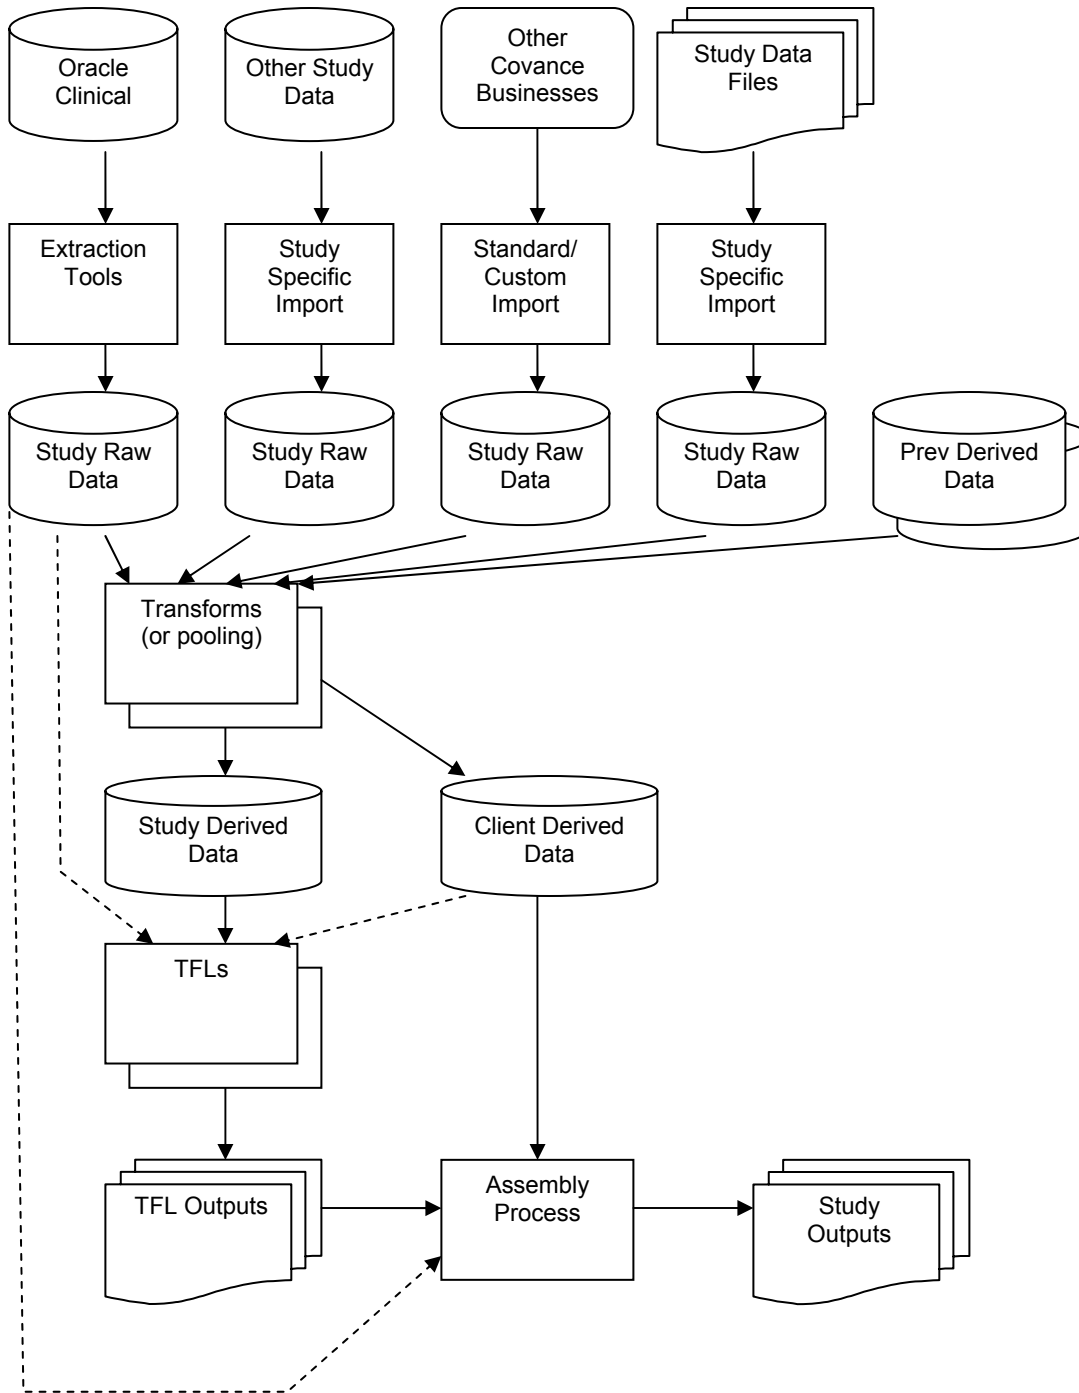 Oracle
Clinical
Other Study
Data
Other
Covance
Businesses
Study Data
Files
Extraction
Tools
Study
Specific
Import
Standard/
Custom
Import
Study
Specific
Import
Study Raw
Data
Study Raw
Data
Study Raw
Data
Study Raw
Data
Prev Derived
Data
Transforms
(or pooling)
Study Derived
Data
Client Derived
Data
TFLs
TFL Outputs
Assembly
Process
Study
Outputs